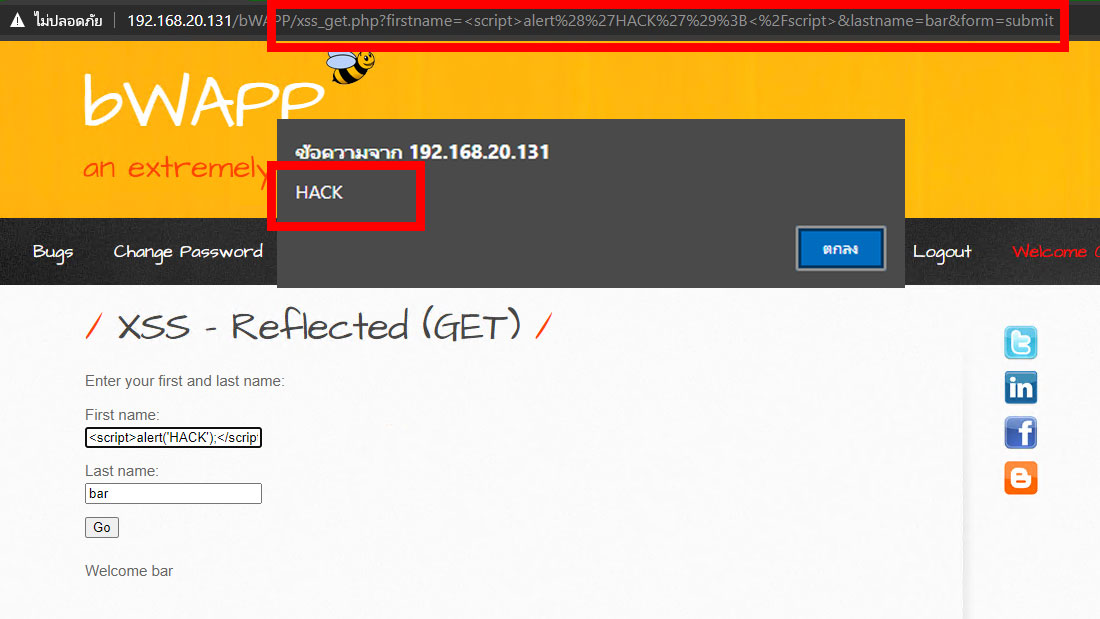 ไม่ปลอดภัย | 192.168.20.131/bWAPP/xss_get.php?firstname=<script>alert%28%27HACK%27%29%3B<%2Fscript>&lastname=bar&form=submit
bWAPP
an extremely
ข้อความจาก 192.168.20.131
HACK
ตกลง
Bugs
Change Password
Logout
Welcome
/ XSS - Reflected (GET) /
Enter your first and last name:
First name:
<script>alert('HACK');</script
Last name:
bar
Go
Welcome bar